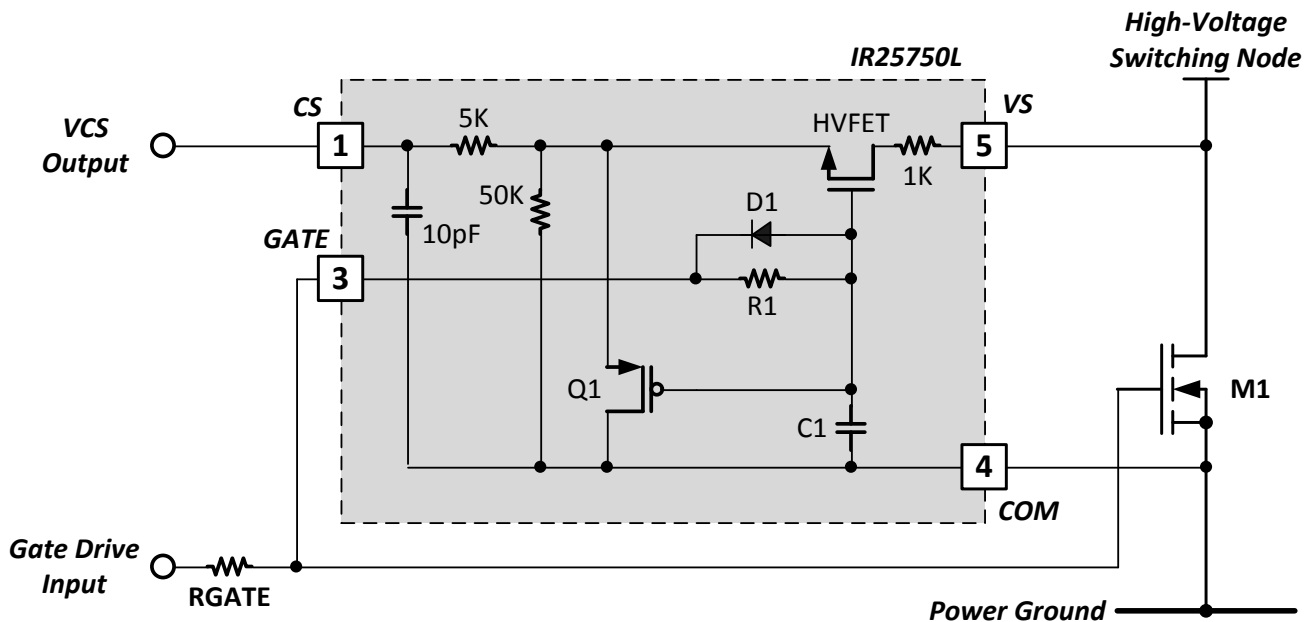 High-Voltage
Switching Node
IR25750L
CS
VS
VCS
Output
1
5K
HVFET
5
1K
50K
D1
10pF
GATE
3
R1
Q1
M1
C1
4
COM
Gate Drive
Input
RGATE
Power Ground